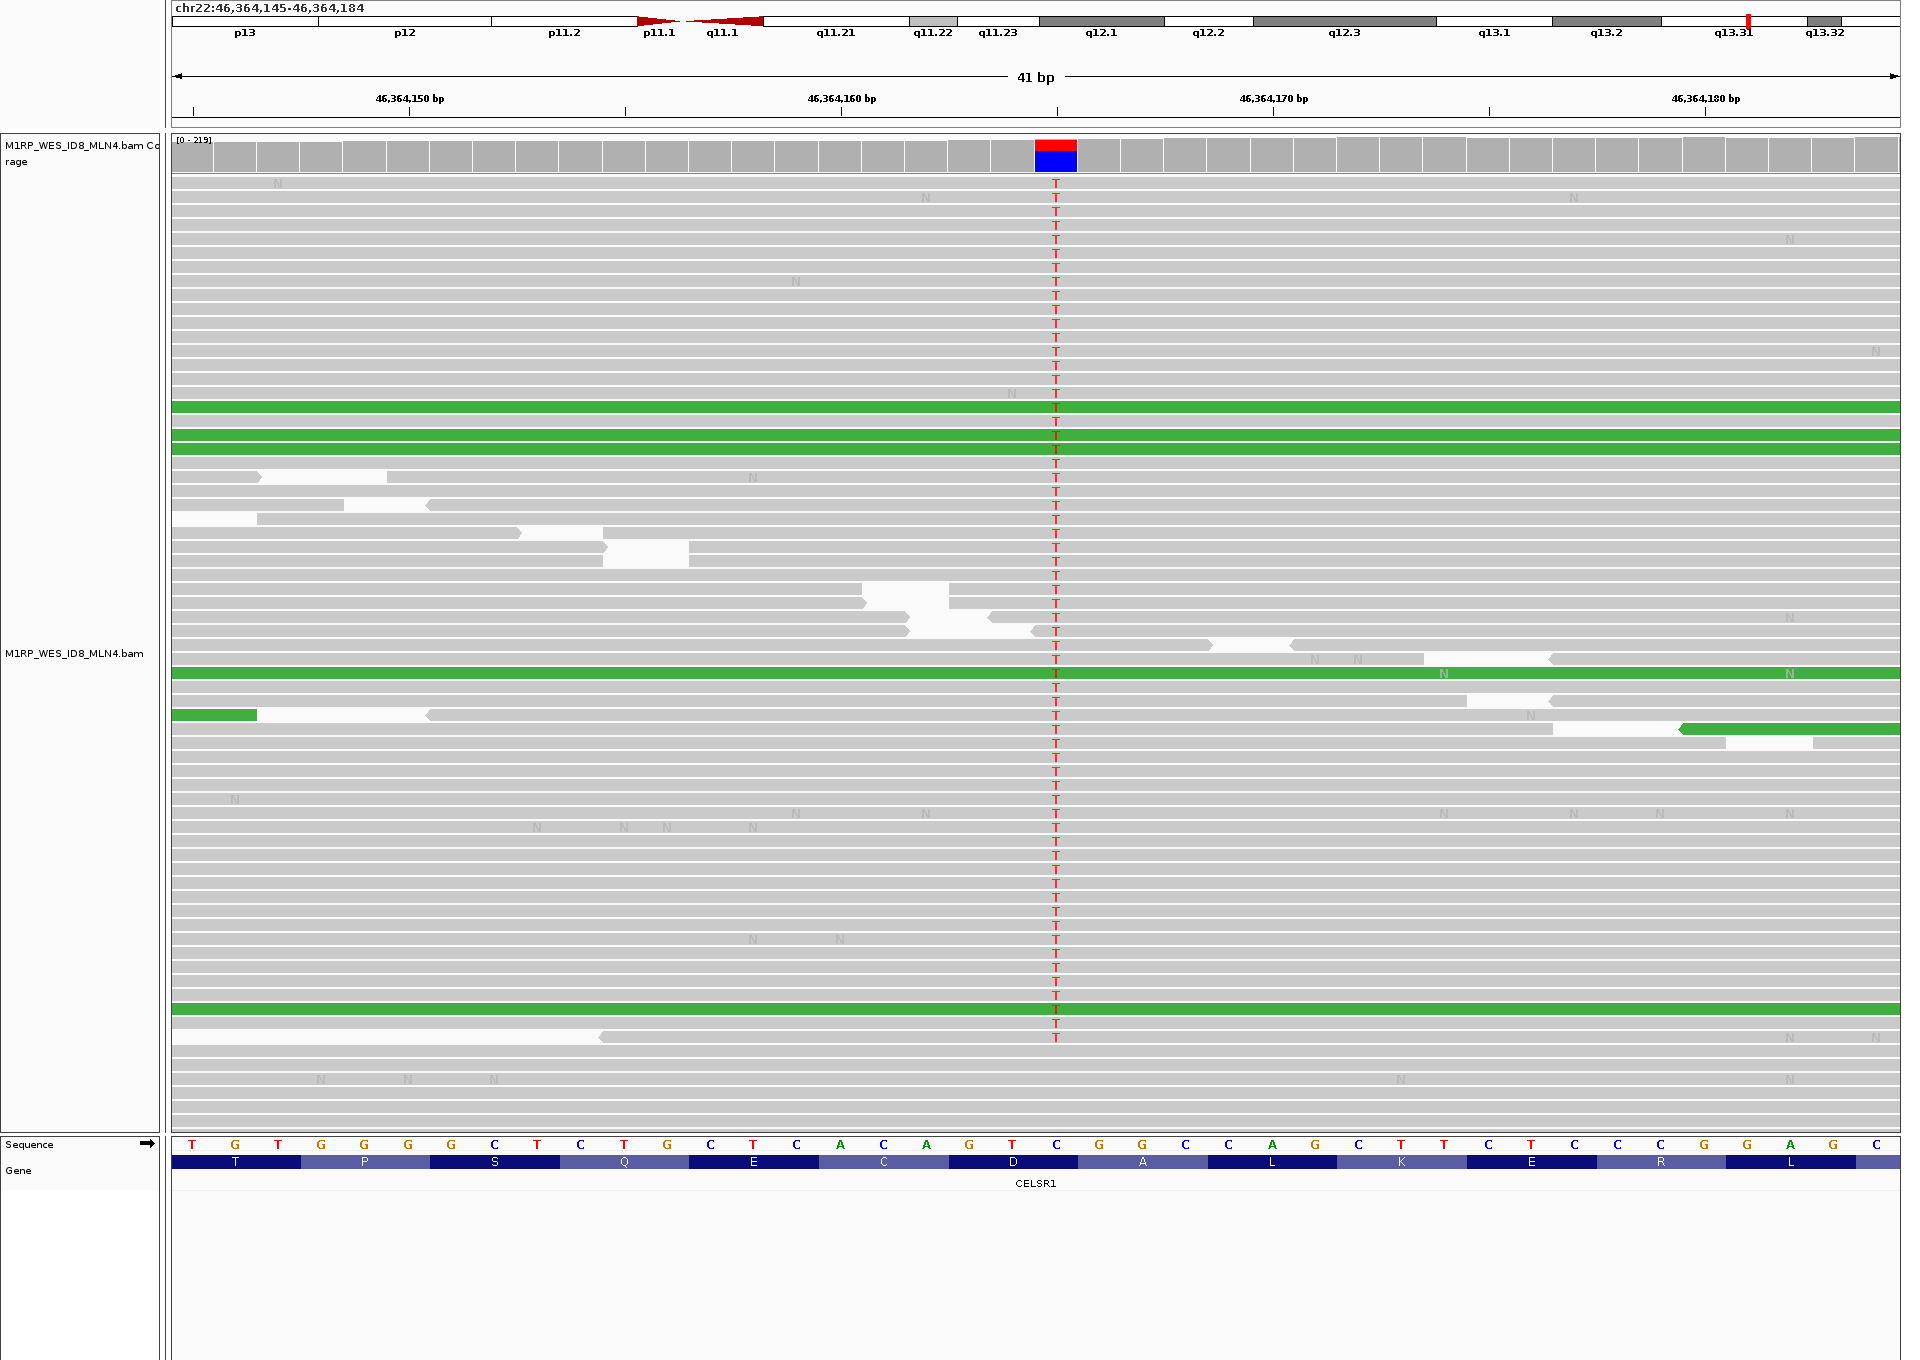 chr22:46,364,145-46,364,184
p13 p12 p11.2 p11.1 q11.1 q11.21 q11.22 q11.23 q12.1 q12.2 q12.3 q13.1 q13.2 q13.31 q13.32
41 bp
46,364,150 bp 46,364,160 bp 46,364,170 bp 46,364,180 bp
M1RP_WES_ID8_MLN4.bam Co
rage
[0 - 219]
N T
N T N
T
T
T N
T
T
N T
T
T
T
T
T N
T
T
N T
T
T
T
T
T
N T
T
T
T
T
T
T
T
T
T
T N
T
T
M1RP_WES_ID8_MLN4.bam
T N N
T N N
T
T
T N
T
T
T
T
T
N T
N N T N N N N
N N N N T
T
T
T
T
T
T
T
N N T
T
T
T
T
T
T
T N N
N N N N N
Sequence T G T G G G G C T C T G C T C A C A G T C G G C C A G C T T C T C C C G G A G C
Gene T P S Q E C D A L K E R L
CELSR1